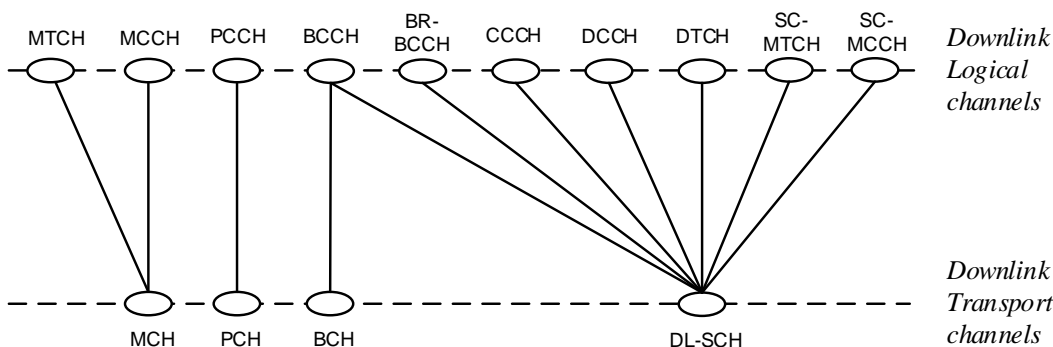 MTCH MCCH PCCH BCCH BR-BCCH CCCH DCCH DTCH SC-MTCH SC-MCCH
Downlink
Logical
channels
MCH PCH BCH DL-SCH
Downlink
Transport
channels